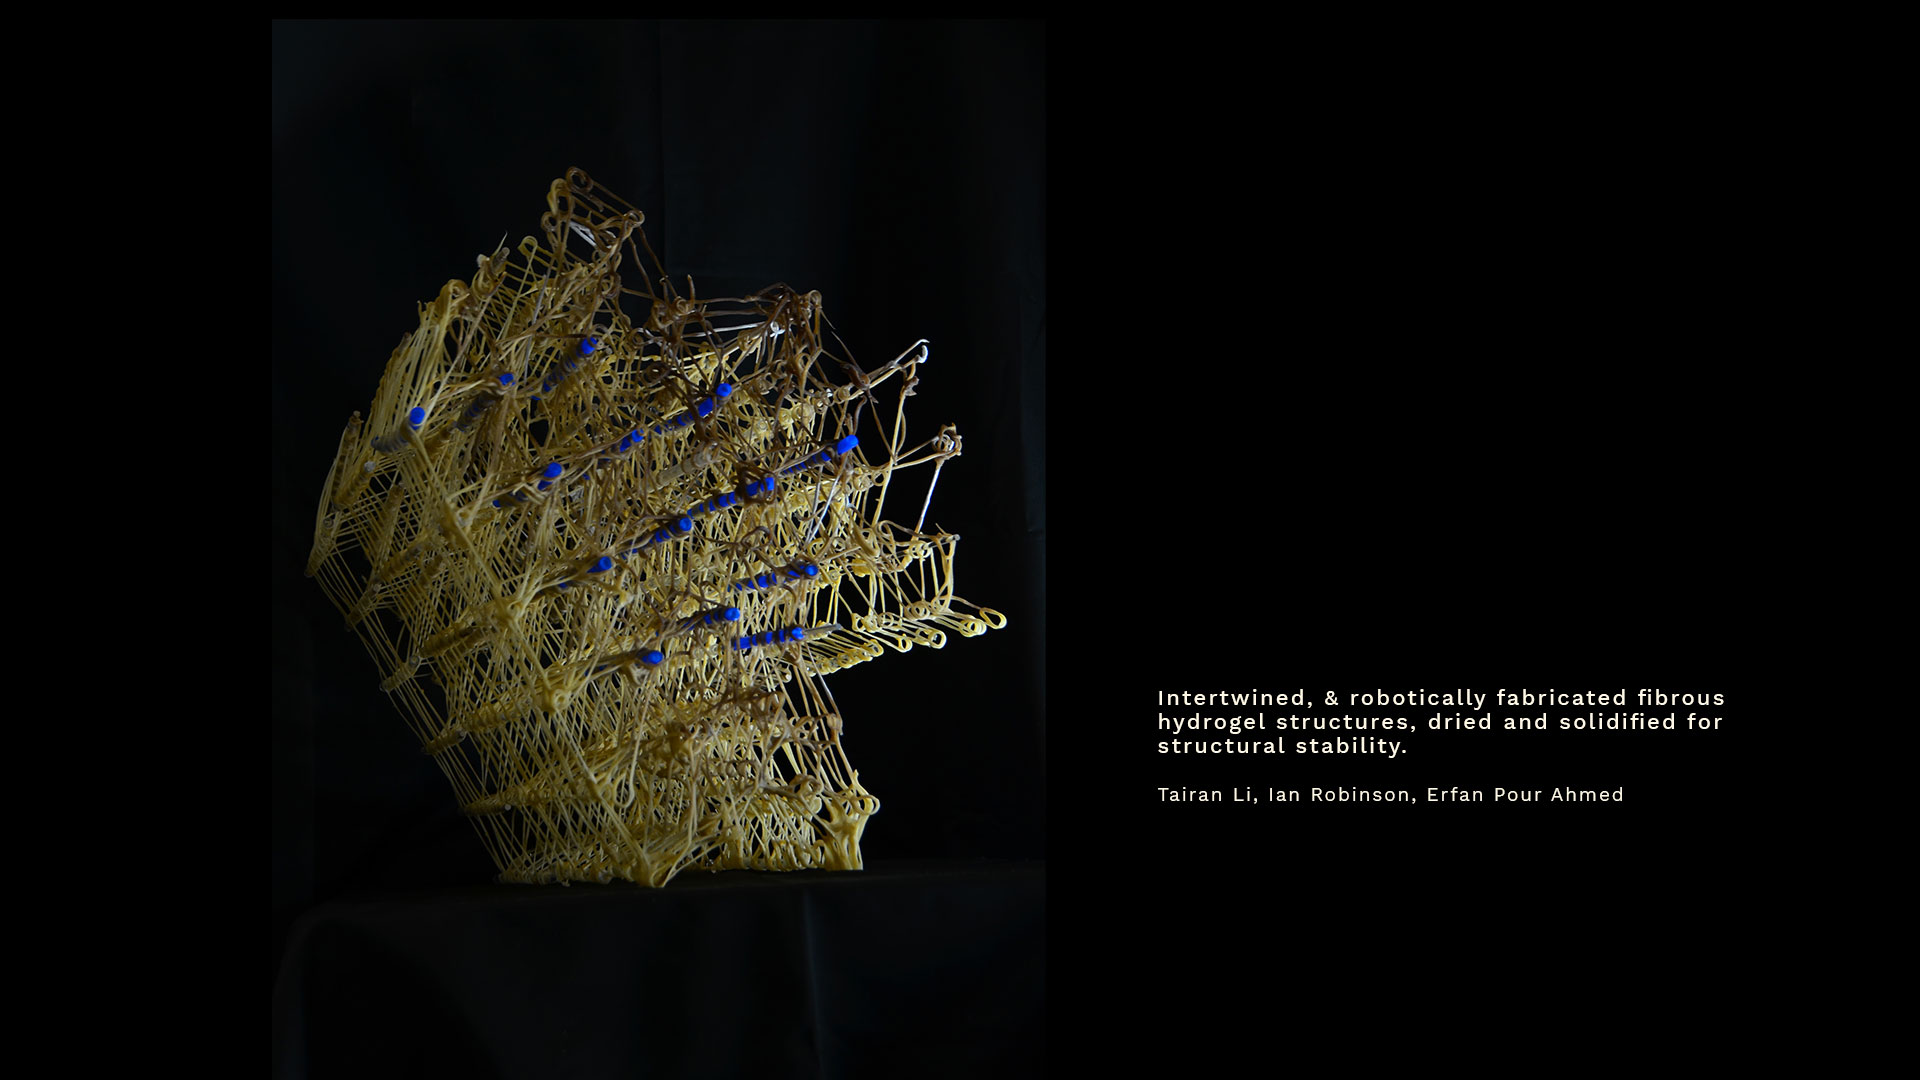 Intertwined, & robotically fabricated fibrous
hydrogel structures, dried and solidified for
structural stability.
Tairan Li, Ian Robinson, Erfan Pour Ahmed